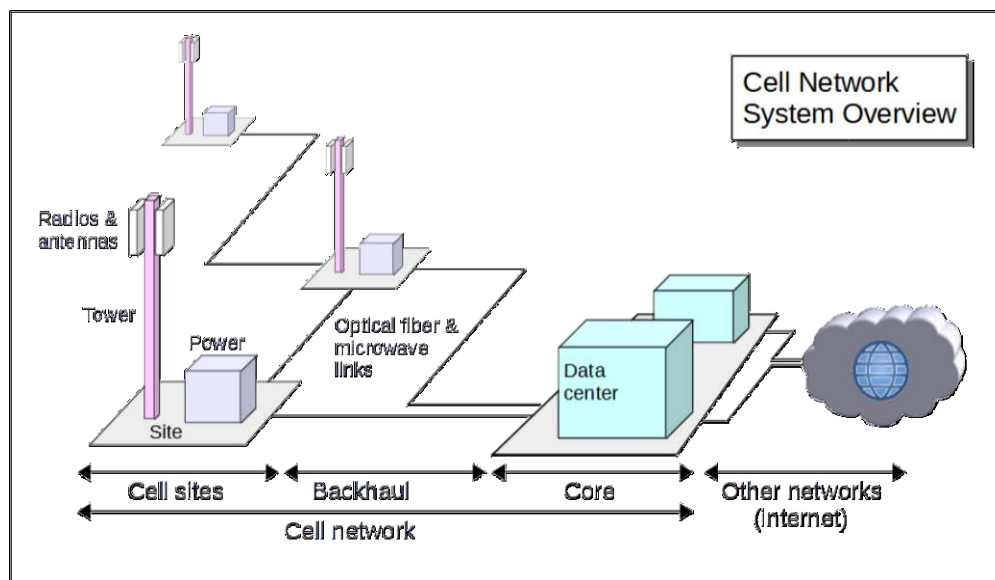 Cell Network
System Overview
Radios &
antennas
Tower
Power
Site
Optical fiber &
microwave
links
Data
center
Cell sites
Backhaul
Core
Other networks
(Internet)
Cell network